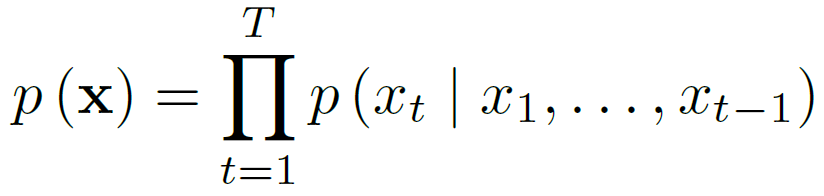 p(𝐱) = ∏_{t=1}^{T} p(x_t | x_1, …, x_{t−1})